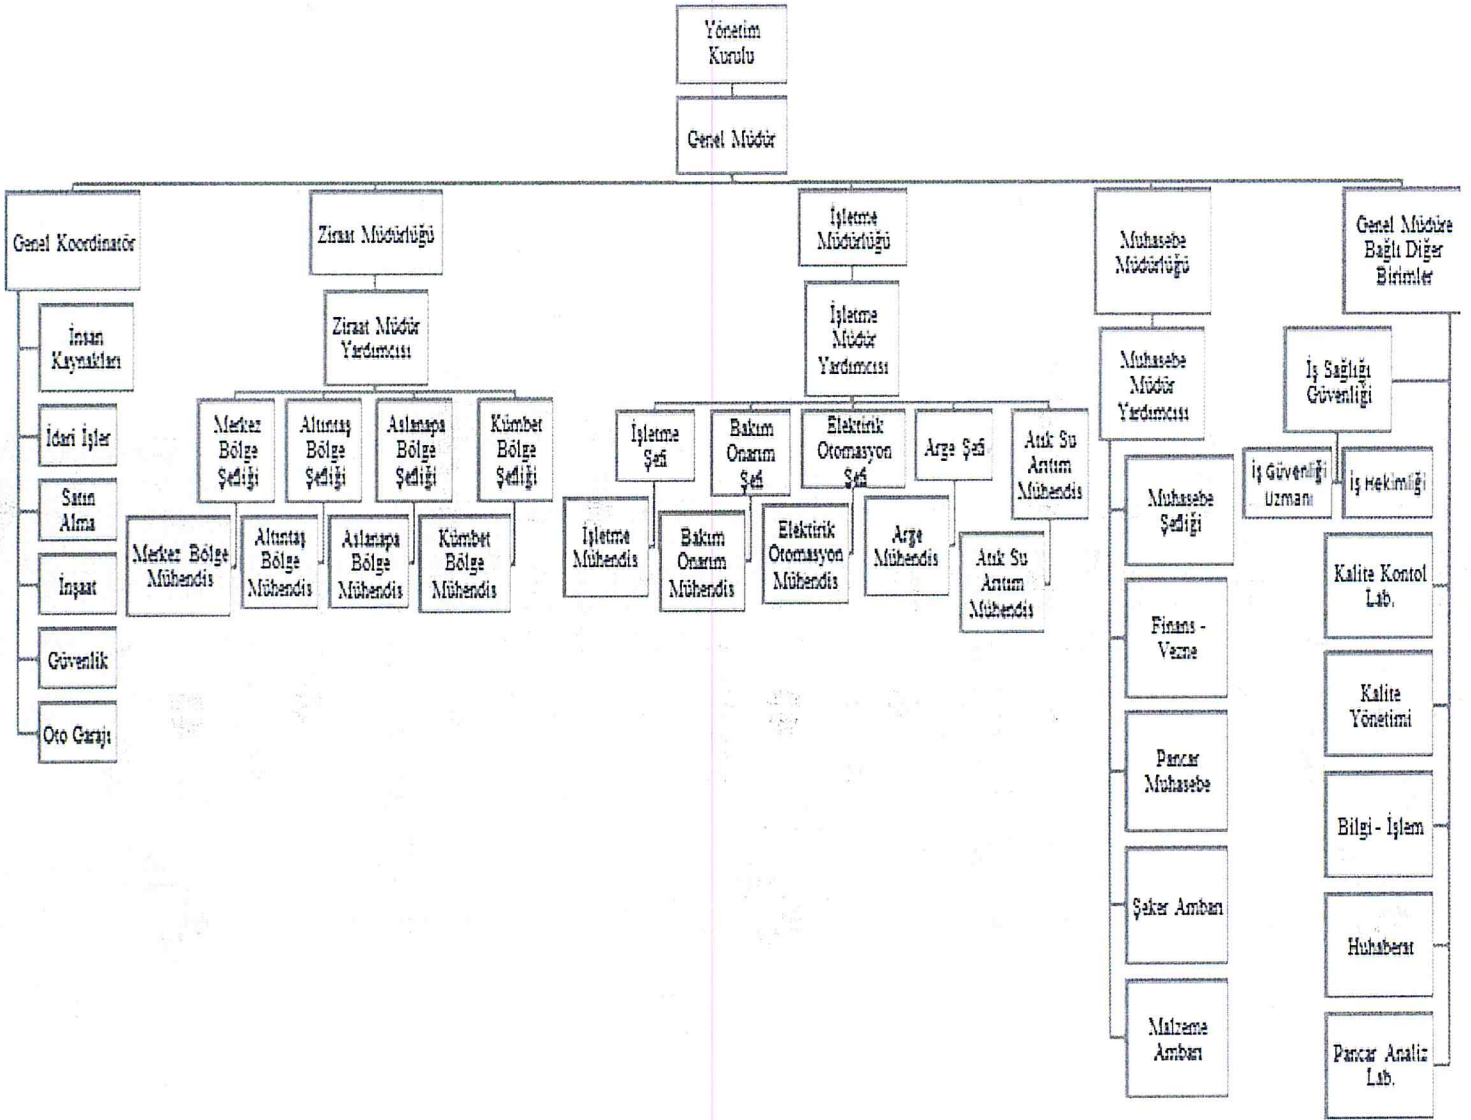 Yönetim
Kurulu
Genel Müdür
Genel Koordinatör
İnsan
Kaynakları
İdari İşler
Satın
Alma
İnşaat
Güvenlik
Oto Garajı
Ziraat Müdürlüğü
Ziraat Müdür
Yardımcısı
Merkez
Bölge
Şefliği
Merkez Bölge
Mühendis
Altıntaş
Bölge
Şefliği
Altıntaş
Bölge
Mühendis
Aslanapa
Bölge
Şefliği
Aslanapa
Bölge
Mühendis
Kümbet
Bölge
Şefliği
Kümbet
Bölge
Mühendis
İşletme
Müdürlüğü
İşletme
Müdür
Yardımcısı
İşletme
Şefi
İşletme
Mühendis
Bakım
Onarım
Şefi
Bakım
Onarım
Mühendis
Elektirik
Otomasyon
Şefi
Elektirik
Otomasyon
Mühendis
Arge Şefi
Arge
Mühendis
Atık Su
Arıtım
Mühendis
Atık Su
Arıtım
Mühendis
Muhasebe
Müdürlüğü
Muhasebe
Müdür
Yardımcısı
Muhasebe
Şefliği
Finans -
Vezne
Pancar
Muhasebe
Şeker Ambarı
Malzeme
Ambarı
Genel Müdüre
Bağlı Diğer
Birimler
İş Sağlığı
Güvenliği
İş Güvenliği
Uzmanı
İş Hekimliği
Kalite Kontol
Lab.
Kalite
Yönetimi
Bilgi - İşlem
Huhaberat
Pancar Analiz
Lab.